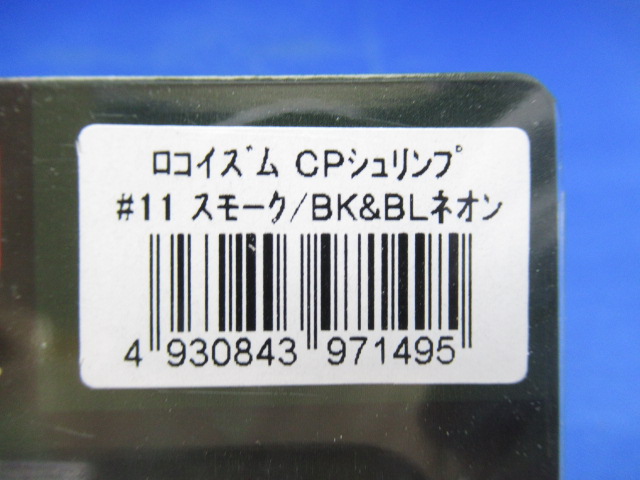 ﾛｺｲｽﾞﾑ CPｼｭﾘﾝﾌﾟ
#11 ｽﾓｰｸ/BK&BLﾈｵﾝ
4 930843 971495